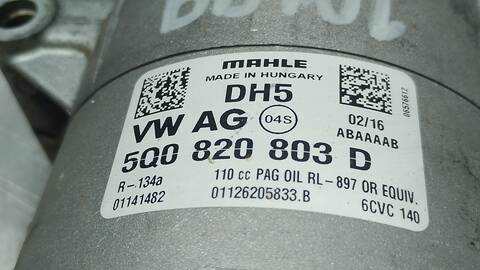 MAHLE
MADE IN HUNGARY
DH5
VW AG 04S
02/16
ABAAAAB
5Q0 820 803 D
R-.134a
110 cc PAG OIL RL-897 OR EQUIV.
01141482
01126205833.B
6CVC 140